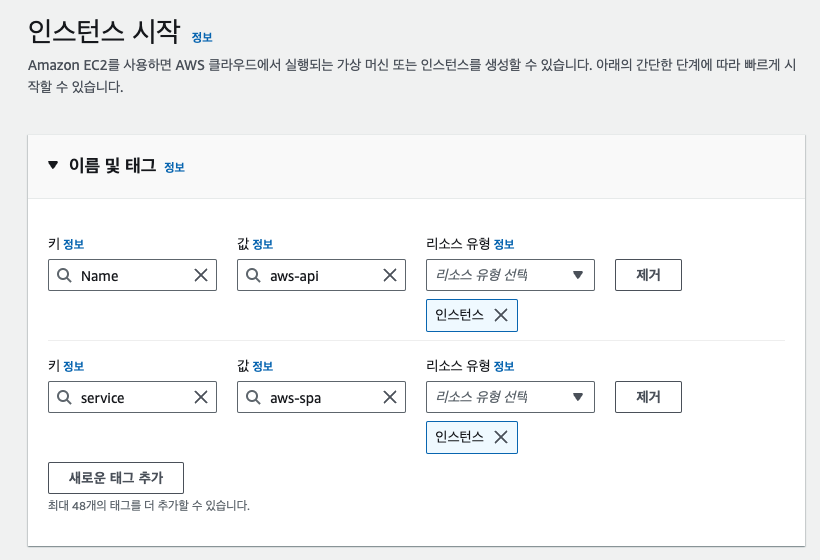 인스턴스 시작 정보
Amazon EC2를 사용하면 AWS 클라우드에서 실행되는 가상 머신 또는 인스턴스를 생성할 수 있습니다. 아래의 간단한 단계에 따라 빠르게 시
작할 수 있습니다.
이름 및 태그 정보
키 정보 값 정보 리소스 유형 정보
Name aws-api 리소스 유형 선택 제거
인스턴스
키 정보 값 정보 리소스 유형 정보
service aws-spa 리소스 유형 선택 제거
인스턴스
새로운 태그 추가
최대 48개의 태그를 더 추가할 수 있습니다.